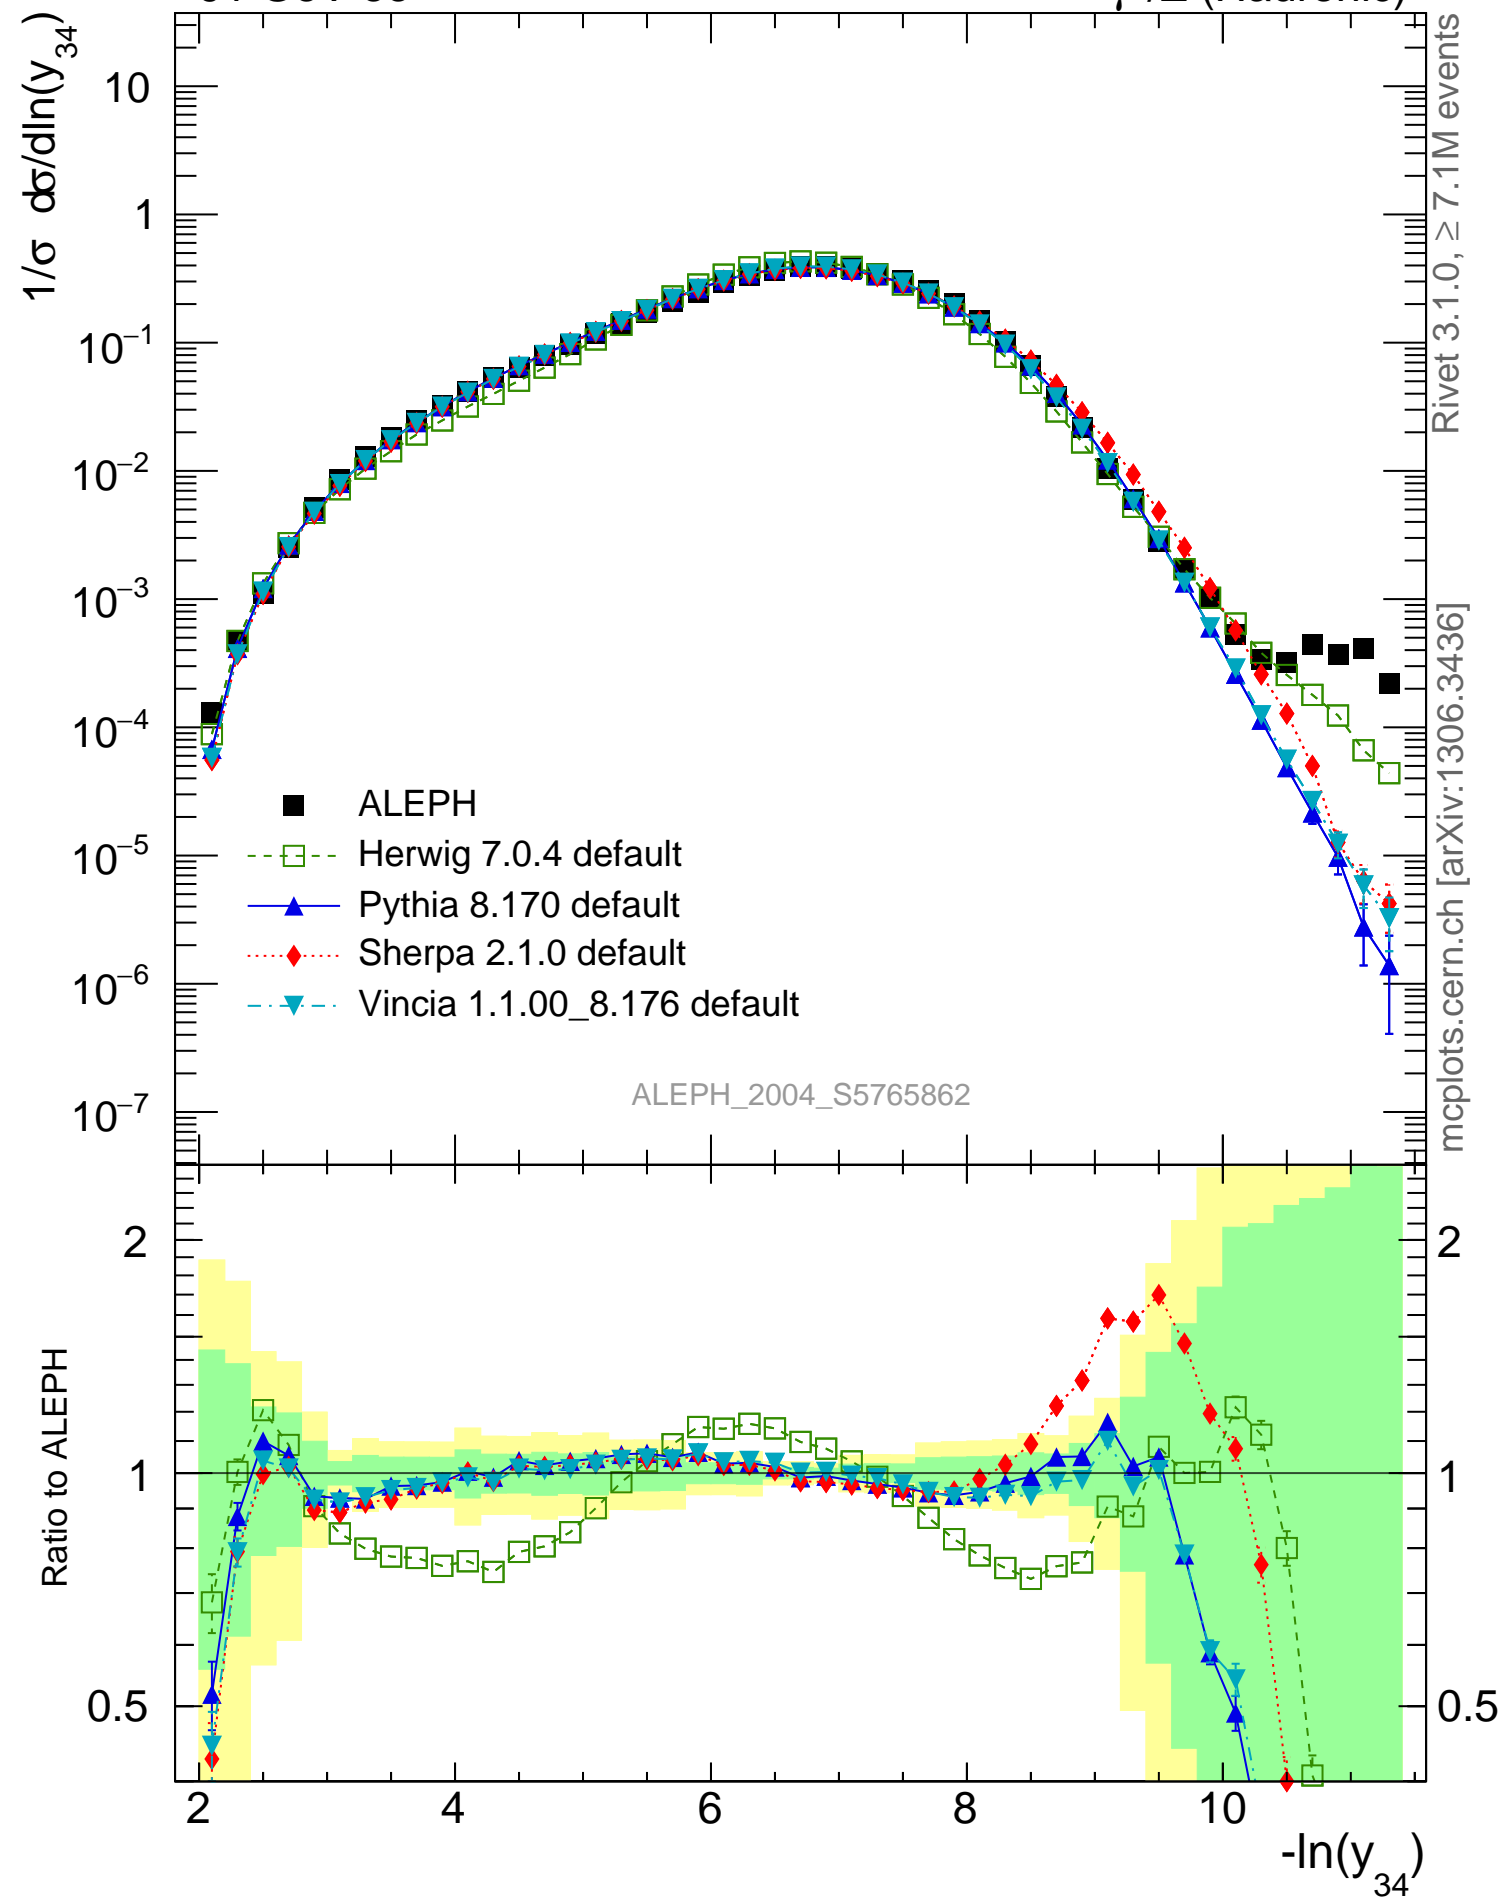 1/σ dσ/dln(y34)
10
1
10−1
10−2
10−3
10−4
10−5
10−6
10−7
ALEPH
Herwig 7.0.4 default
Pythia 8.170 default
Sherpa 2.1.0 default
Vincia 1.1.00_8.176 default
ALEPH_2004_S5765862
Rivet 3.1.0, ≥ 7.1M events
mcplots.cern.ch [arXiv:1306.3436]
Ratio to ALEPH
2 2
1 1
0.5 0.5
2 4 6 8 10
-ln(y34)